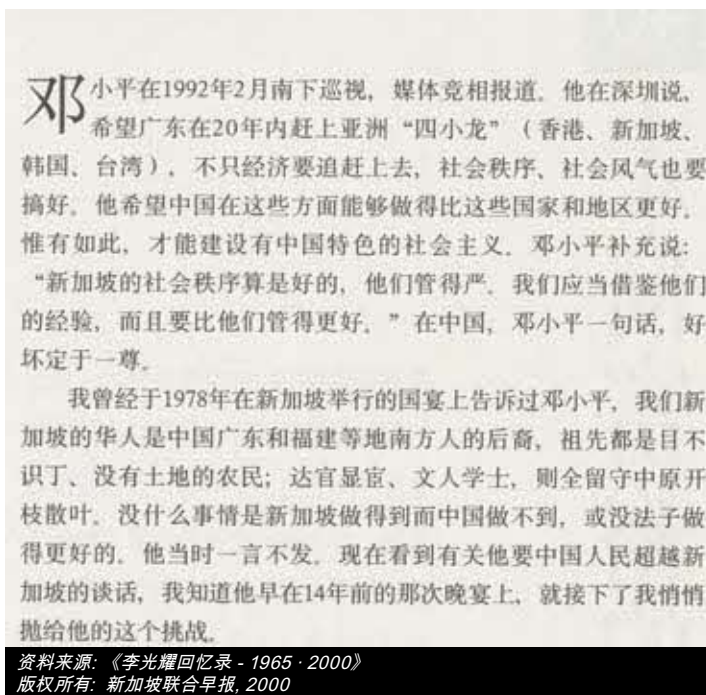 邓小平在1992年2月南下巡视，媒体竞相报道。他在深圳说，
希望广东在20年内赶上亚洲“四小龙”（香港、新加坡、
韩国、台湾），不只经济要追赶上去，社会秩序、社会风气也要
搞好。他希望中国在这些方面能够做得比这些国家和地区更好。
惟有如此，才能建设有中国特色的社会主义。邓小平补充说：
“新加坡的社会秩序算是好的，他们管得严。我们应当借鉴他们
的经验，而且要比他们管得更好。”在中国，邓小平一句话，好
坏定于一尊。
我曾经于1978年在新加坡举行的国宴上告诉过邓小平，我们新
加坡的华人是中国广东和福建等地南方人的后裔，祖先都是目不
识丁、没有土地的农民；达官显宦、文人学士，则全留守中原开
枝散叶。没什么事情是新加坡做得到而中国做不到，或没法子做
得更好的。他当时一言不发。现在看到有关他要中国人民超越新
加坡的谈话，我知道他早在14年前的那次晚宴上，就接下了我悄悄
抛给他的这个挑战。
资料来源：《李光耀回忆录 - 1965 · 2000》
版权所有: 新加坡联合早报, 2000